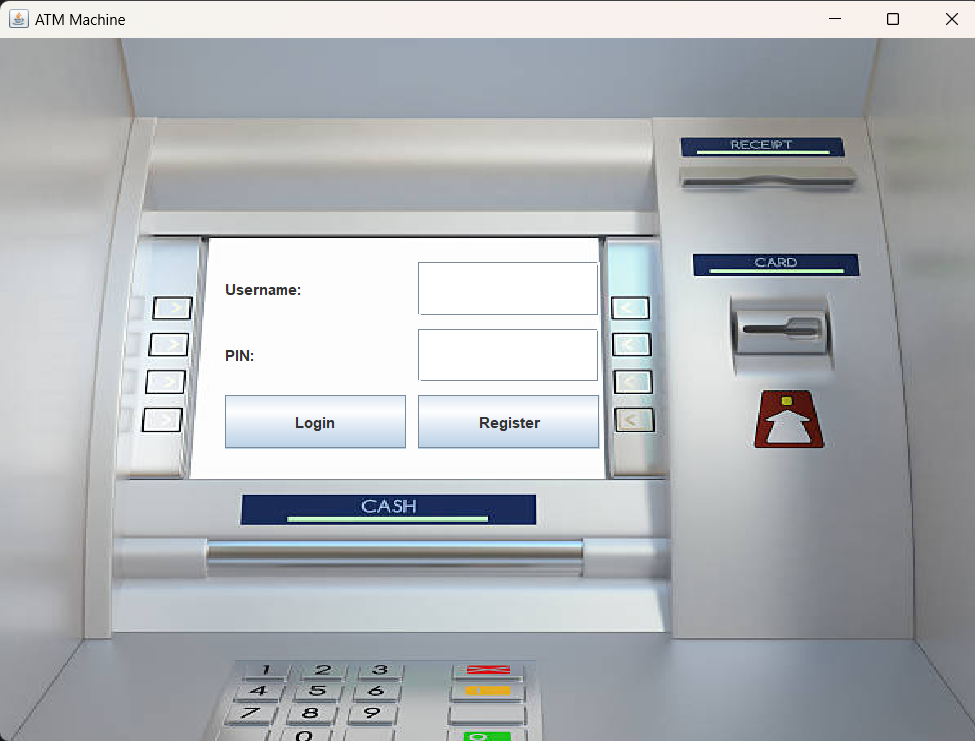 ATM Machine
RECEIPT
CARD
Username:
PIN:
Login Register
CASH
1 2 3
4 5 6
7 8 9
0